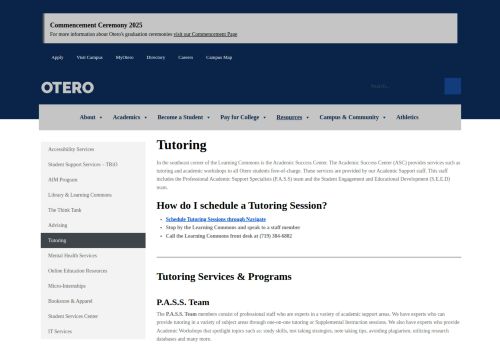 Commencement Ceremony 2025
For more information about Otero's graduation ceremonies visit our Commencement Page
Apply
Visit Campus
MyOtero
Directory
Careers
Campus Map
OTERO
Search...
About
Academics
Become a Student
Pay for College
Resources
Campus & Community
Athletics
Accessibility Services
Student Support Services – TRiO
AIM Program
Library & Learning Commons
The Think Tank
Advising
Tutoring
Mental Health Services
Online Education Resources
Micro-Internships
Bookstore & Apparel
Student Services Center
IT Services
Tutoring
In the southeast corner of the Learning Commons is the Academic Success Center. The Academic Success Center (ASC) provides services such as
tutoring and academic workshops to all Otero students free-of-charge. These services are provided by our Academic Support staff. This staff
includes the Professional Academic Support Specialists (P.A.S.S) team and the Student Engagement and Educational Development (S.E.E.D)
team.
How do I schedule a Tutoring Session?
Schedule Tutoring Sessions through Navigate
Stop by the Learning Commons and speak to a staff member
Call the Learning Commons front desk at (719) 384-6882
Tutoring Services & Programs
P.A.S.S. Team
The P.A.S.S. Team members consist of professional staff who are experts in a variety of academic support areas. We have experts who can
provide tutoring in a variety of subject areas through one-on-one tutoring or Supplemental Instruction sessions. We also have experts who provide
Academic Workshops that spotlight topics such as: study skills, not taking strategies, note taking tips, avoiding plagiarism, utilizing research
databases and many more.